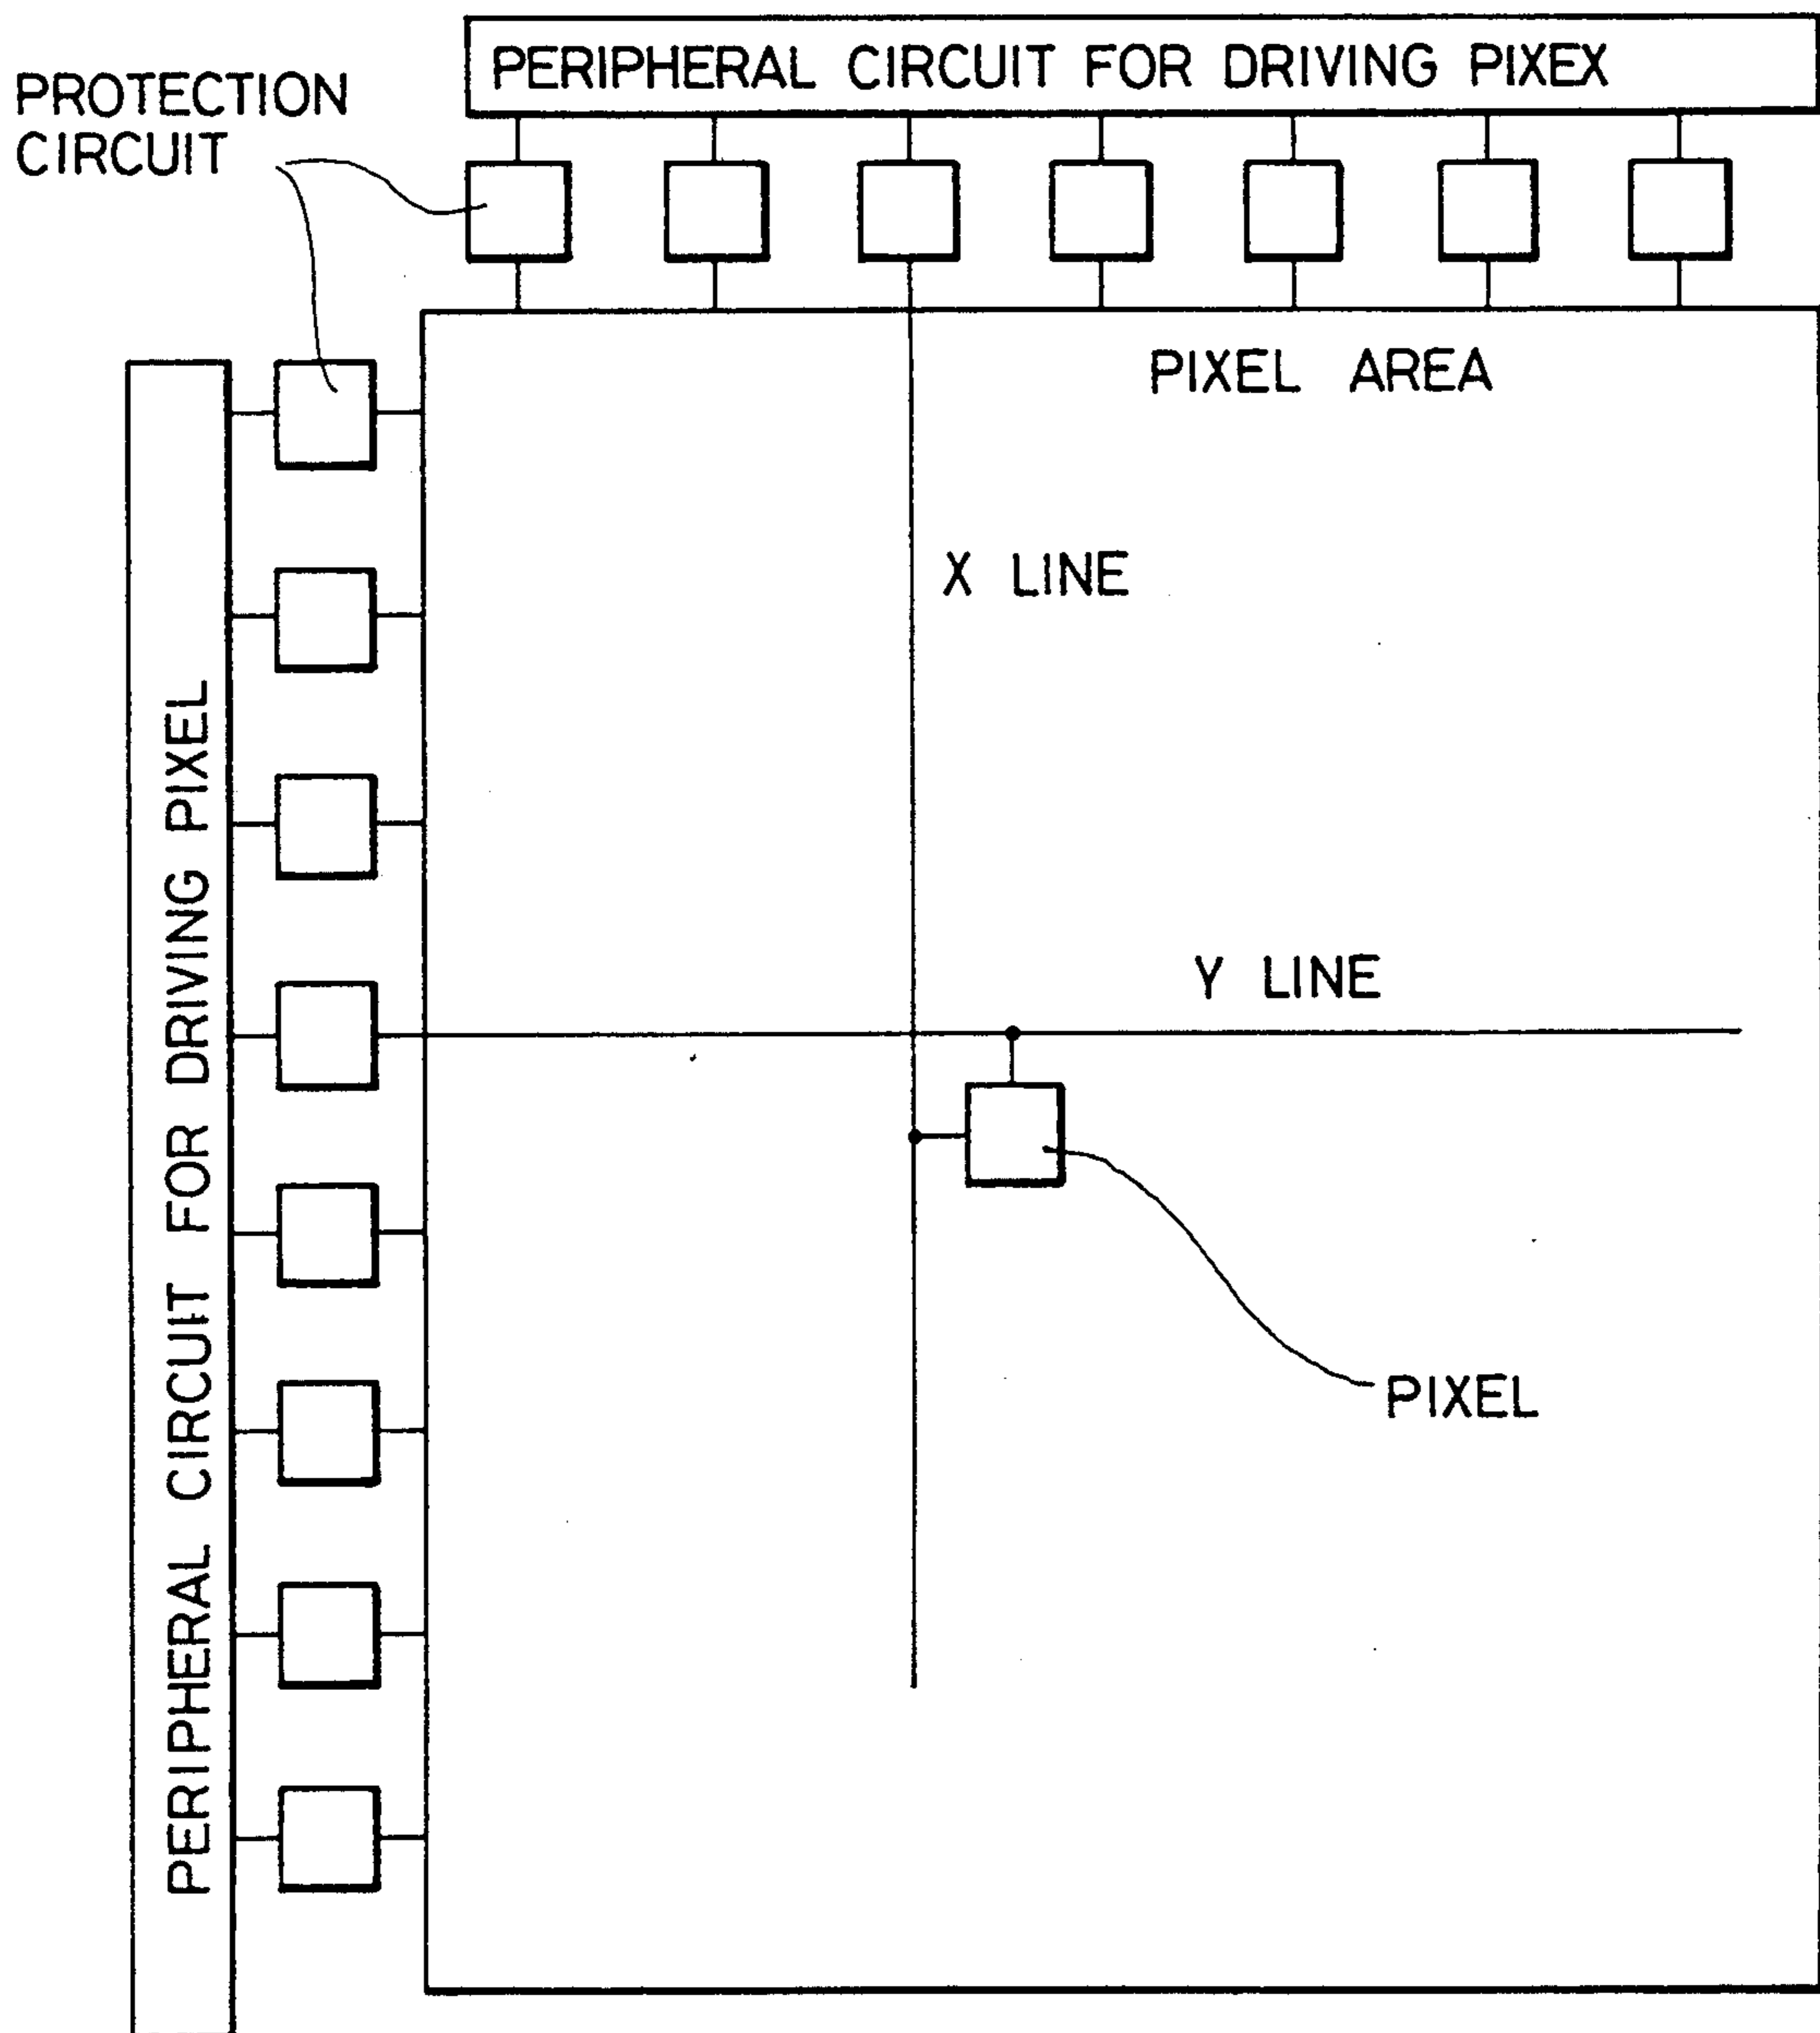 PERIPHERAL CIRCUIT FOR DRIVING PIXEX
PROTECTION
CIRCUIT
PIXEL AREA
X LINE
PERIPHERAL CIRCUIT FOR DRIVING PIXEL
Y LINE
PIXEL